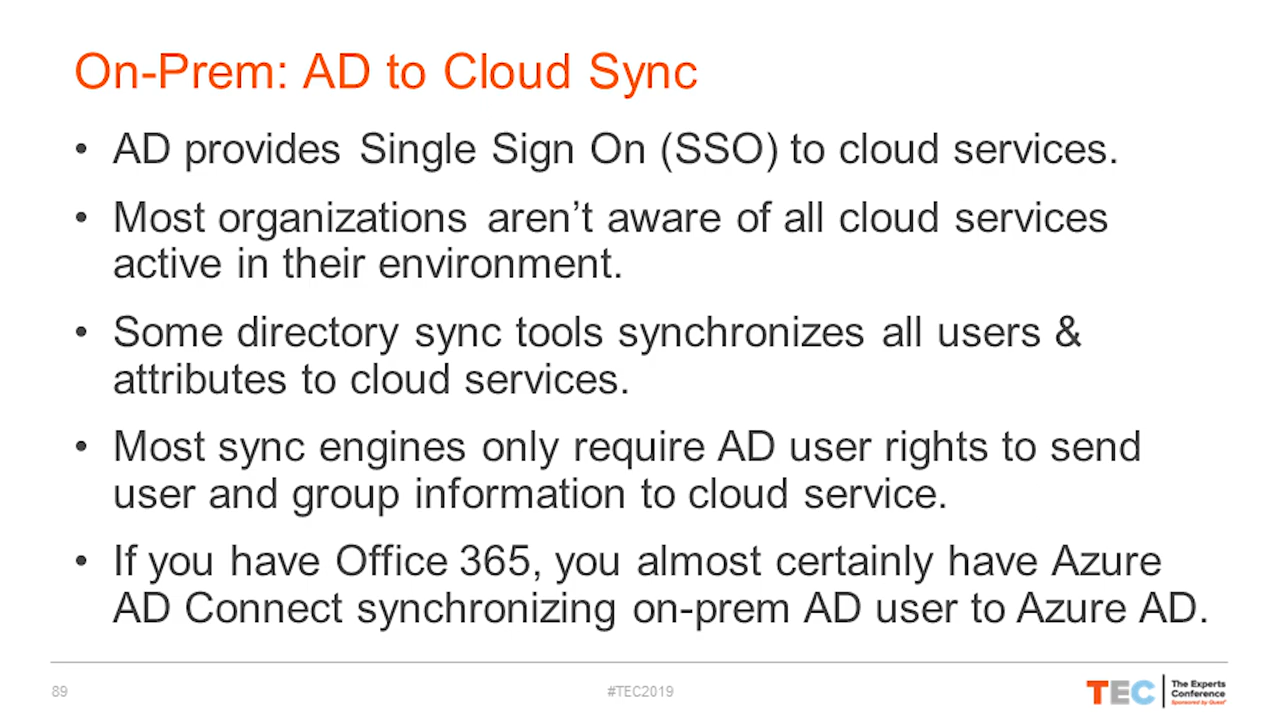 On-Prem: AD to Cloud Sync
• AD provides Single Sign On (SSO) to cloud services.
• Most organizations aren’t aware of all cloud services
active in their environment.
• Some directory sync tools synchronizes all users &
attributes to cloud services.
• Most sync engines only require AD user rights to send
user and group information to cloud service.
• If you have Office 365, you almost certainly have Azure
AD Connect synchronizing on-prem AD user to Azure AD.
89
#TEC2019
TEC
The Experts
Conference
Sponsored by Quest